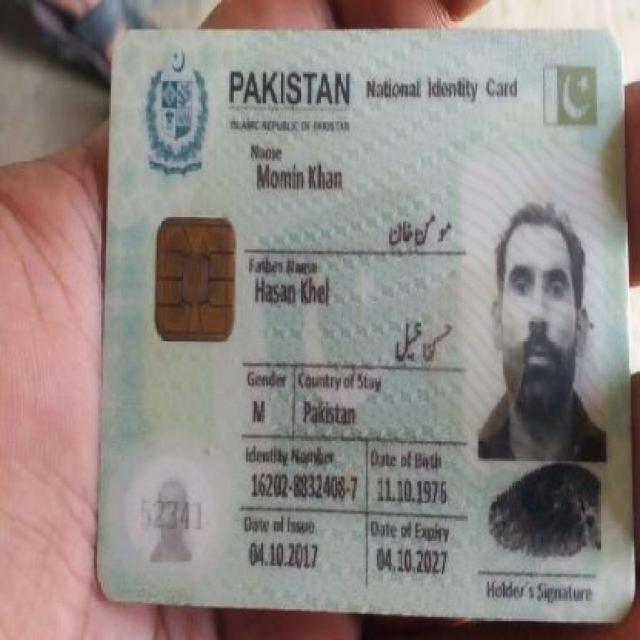 PAKISTAN National Identity Card
ISLAMIC REPUBLIC OF PAKISTAN
Name
Momin Khan
مومن خان
Father Name
Hasan Khel
حسن خیل
Gender Country of Stay
M Pakistan
Identity Number Date of Birth
16202-8832408-7 11.10.1976
52341
Date of Issue Date of Expiry
04.10.2017 04.10.2027
Holder's Signature